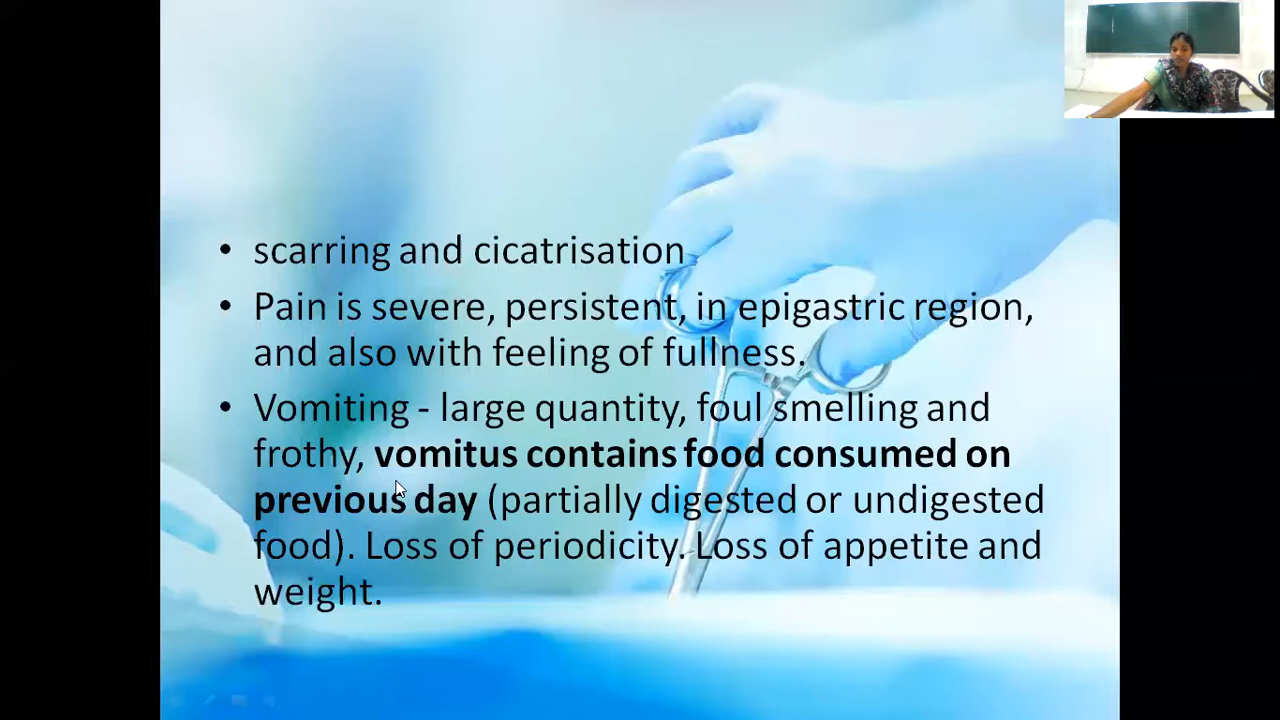 • scarring and cicatrisation
• Pain is severe, persistent, in epigastric region,
and also with feeling of fullness.
• Vomiting - large quantity, foul smelling and
frothy, vomitus contains food consumed on
previous day (partially digested or undigested
food). Loss of periodicity. Loss of appetite and
weight.